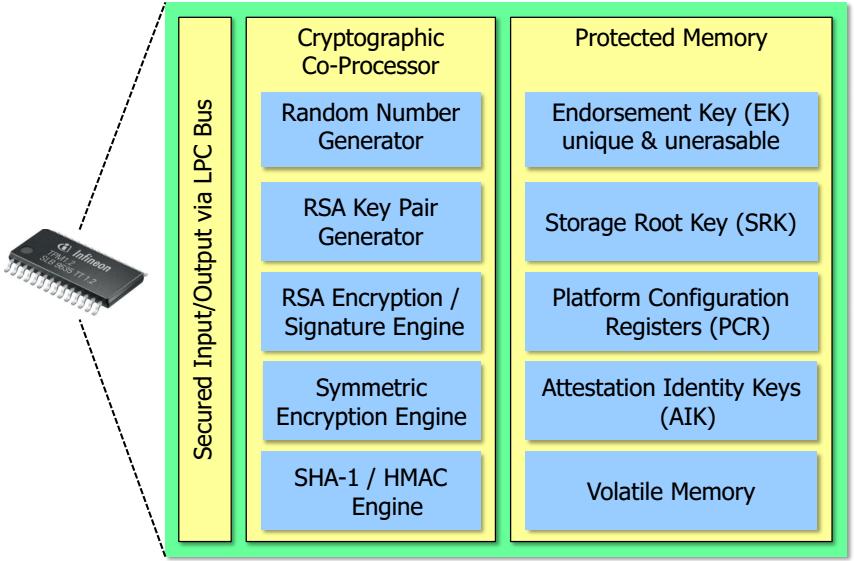 Infineon
TPM1.2
SLB 9635 TT 1.2
Secured Input/Output via LPC Bus
Cryptographic
Co-Processor
Random Number
Generator
RSA Key Pair
Generator
RSA Encryption /
Signature Engine
Symmetric
Encryption Engine
SHA-1 / HMAC
Engine
Protected Memory
Endorsement Key (EK)
unique & unerasable
Storage Root Key (SRK)
Platform Configuration
Registers (PCR)
Attestation Identity Keys
(AIK)
Volatile Memory